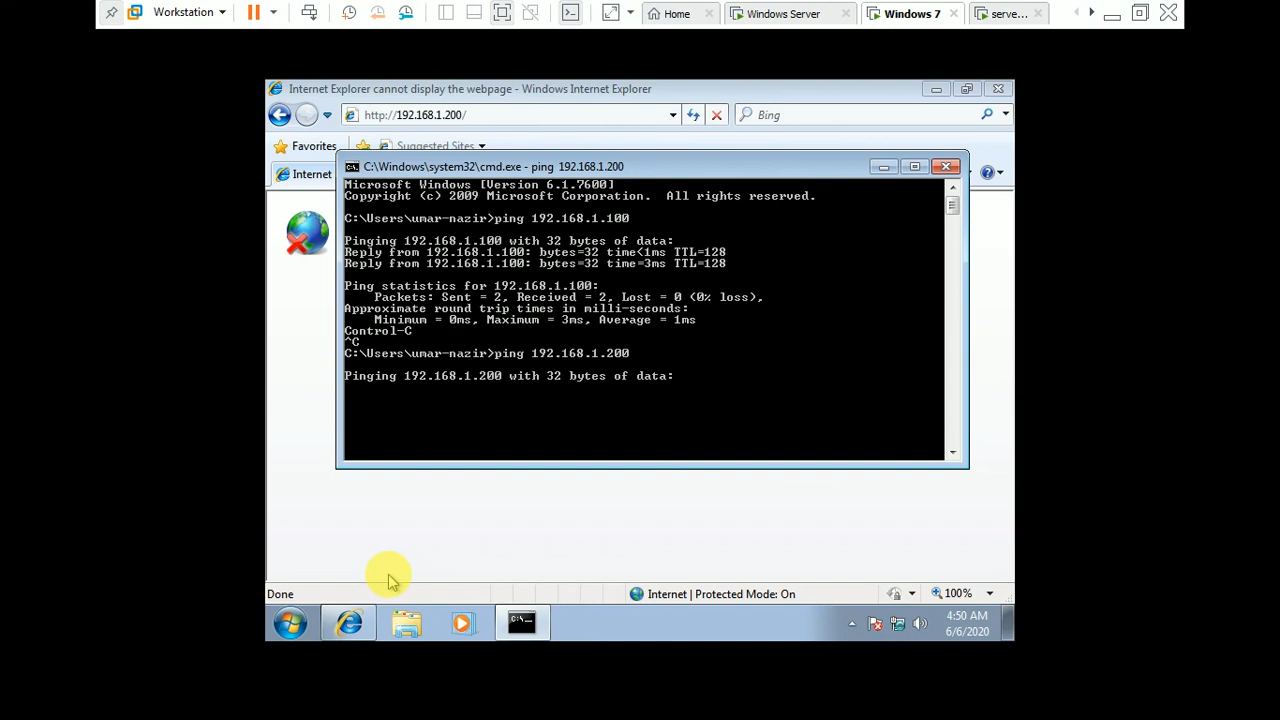 Workstation
Home
Windows Server
Windows 7
serve...
Internet Explorer cannot display the webpage - Windows Internet Explorer
http://192.168.1.200/
Bing
Favorites
Suggested Sites
Internet
C:\Windows\system32\cmd.exe - ping 192.168.1.200
Microsoft Windows [Version 6.1.7600]
Copyright (c) 2009 Microsoft Corporation. All rights reserved.
C:\Users\umar-nazir>ping 192.168.1.100
Pinging 192.168.1.100 with 32 bytes of data:
Reply from 192.168.1.100: bytes=32 time<1ms TTL=128
Reply from 192.168.1.100: bytes=32 time=3ms TTL=128
Ping statistics for 192.168.1.100:
Packets: Sent = 2, Received = 2, Lost = 0 (0% loss),
Approximate round trip times in milli-seconds:
Minimum = 0ms, Maximum = 3ms, Average = 1ms
Control-C
^C
C:\Users\umar-nazir>ping 192.168.1.200
Pinging 192.168.1.200 with 32 bytes of data:
Done
Internet | Protected Mode: On
100%
C:\_
4:50 AM
6/6/2020